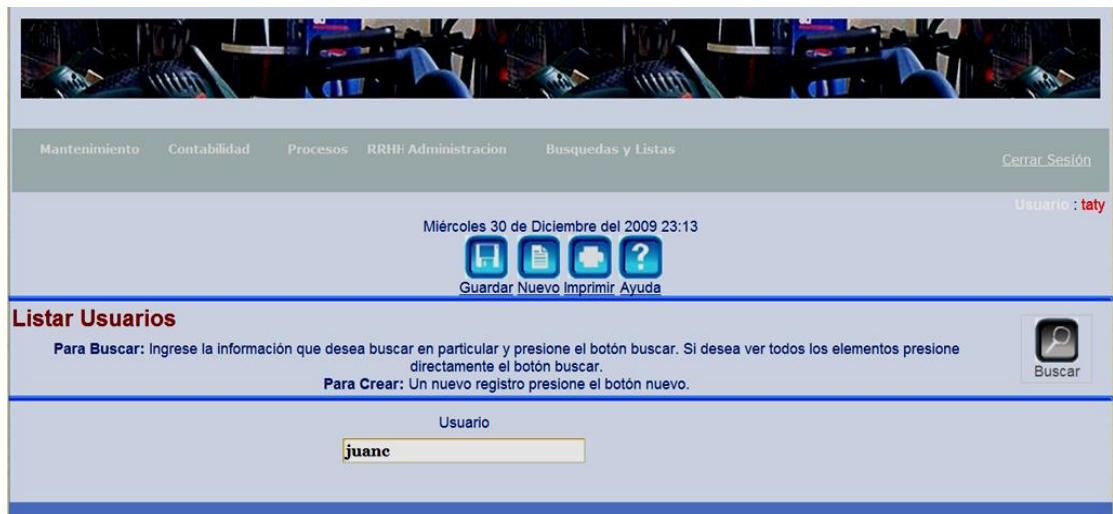 Mantenimiento Contabilidad Procesos RRHH Administracion Busquedas y Listas
Cerrar Sesión
Usuario : taty
Miércoles 30 de Diciembre del 2009 23:13
Guardar Nuevo Imprimir Ayuda
Listar Usuarios
Para Buscar: Ingrese la información que desea buscar en particular y presione el botón buscar. Si desea ver todos los elementos presione
directamente el botón buscar.
Para Crear: Un nuevo registro presione el botón nuevo.
Buscar
Usuario
juanc